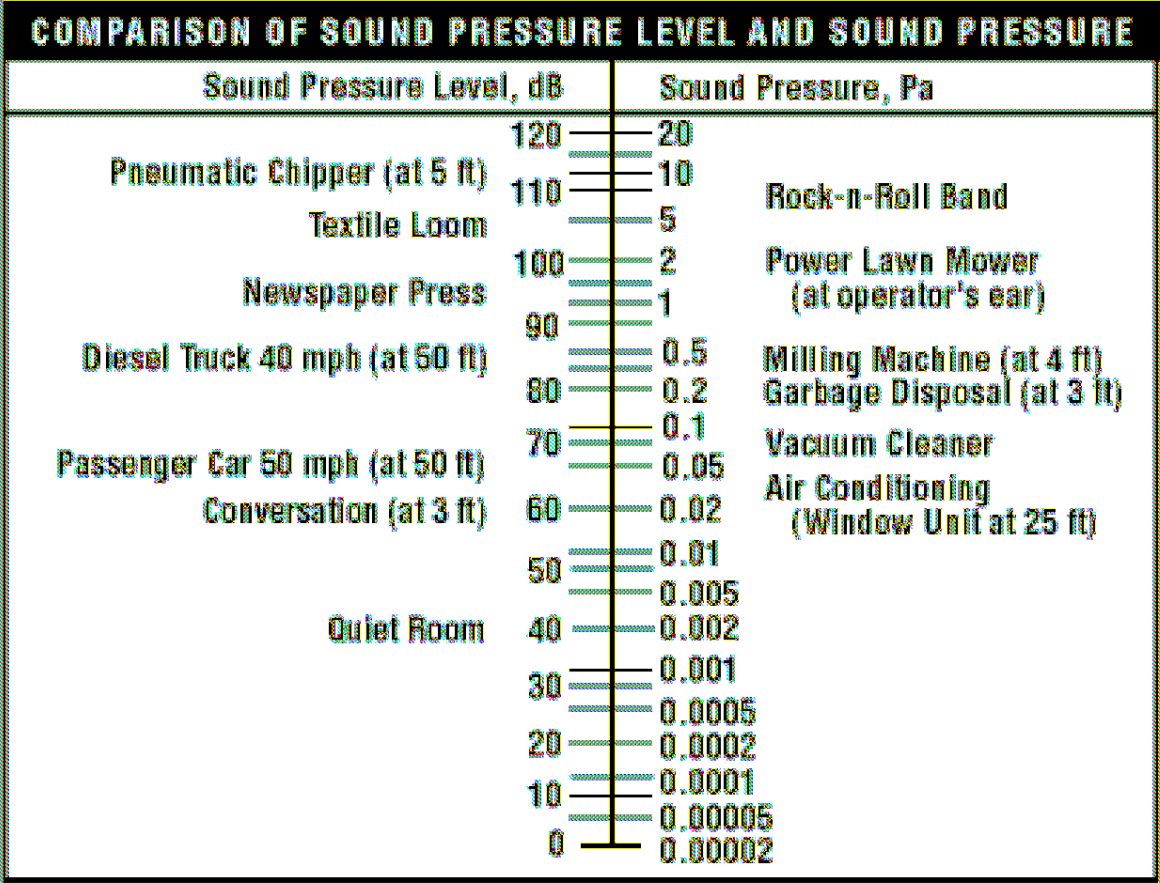 COMPARISON OF SOUND PRESSURE LEVEL AND SOUND PRESSURE
Sound Pressure Level, dB Sound Pressure, Pa
120 20
Pneumatic Chipper (at 5 ft) 10
110 Rock-n-Roll Band
Textile Loom 5
100 2 Power Lawn Mower
Newspaper Press 1 (at operator's ear)
90
Diesel Truck 40 mph (at 50 ft) 0.5 Milling Machine (at 4 ft)
80 0.2 Garbage Disposal (at 3 ft)
0.1
70 Vacuum Cleaner
Passenger Car 50 mph (at 50 ft) 0.05
Air Conditioning
Conversation (at 3 ft) 60 0.02 (Window Unit at 25 ft)
0.01
50
0.005
Quiet Room 40 0.002
0.001
30
0.0005
20 0.0002
0.0001
10
0.00005
0 0.00002